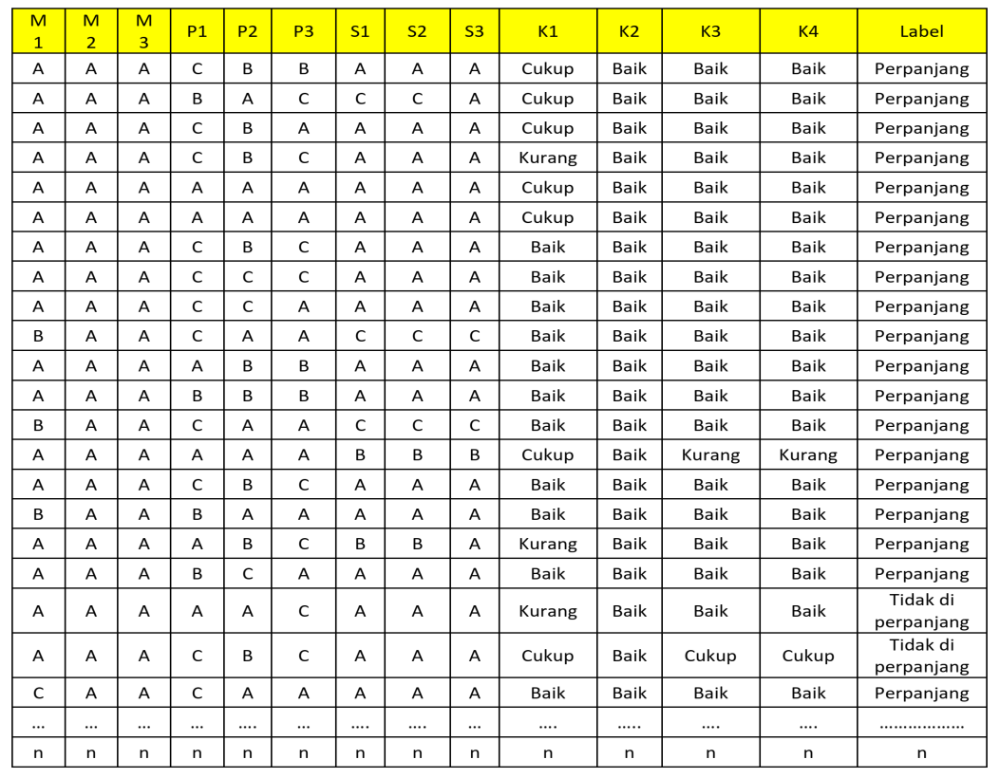 M1 M2 M3 P1 P2 P3 S1 S2 S3 K1 K2 K3 K4 Label
A A A C B B A A A Cukup Baik Baik Baik Perpanjang
A A A B A C C C A Cukup Baik Baik Baik Perpanjang
A A A C B A A A A Cukup Baik Baik Baik Perpanjang
A A A C B C A A A Kurang Baik Baik Baik Perpanjang
A A A A A A A A A Cukup Baik Baik Baik Perpanjang
A A A A A A A A A Cukup Baik Baik Baik Perpanjang
A A A C B C A A A Baik Baik Baik Baik Perpanjang
A A A C C C A A A Baik Baik Baik Baik Perpanjang
A A A C C A A A A Baik Baik Baik Baik Perpanjang
B A A C A A C C C Baik Baik Baik Baik Perpanjang
A A A A B B A A A Baik Baik Baik Baik Perpanjang
A A A B B B A A A Baik Baik Baik Baik Perpanjang
B A A C A A C C C Baik Baik Baik Baik Perpanjang
A A A A A A B B B Cukup Baik Kurang Kurang Perpanjang
A A A C B C A A A Baik Baik Baik Baik Perpanjang
B A A B A A A A A Baik Baik Baik Baik Perpanjang
A A A A B C B B A Kurang Baik Baik Baik Perpanjang
A A A B C A A A A Baik Baik Baik Baik Perpanjang
A A A A A C A A A Kurang Baik Baik Baik Tidak di perpanjang
A A A C B C A A A Cukup Baik Cukup Cukup Tidak di perpanjang
C A A C A A A A A Baik Baik Baik Baik Perpanjang
... ... ... ... .... ... .... .... ... .... ..... .... .... ..................
n n n n n n n n n n n n n n